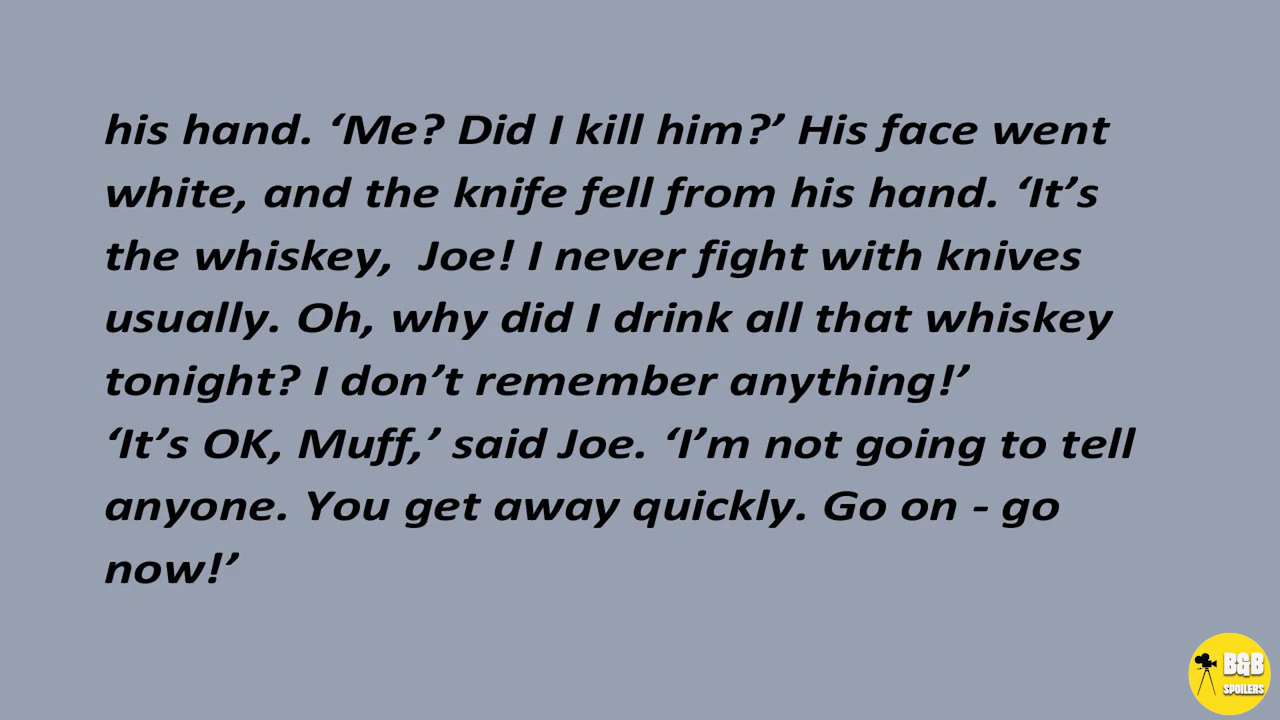 his hand. ‘Me? Did I kill him?’ His face went
white, and the knife fell from his hand. ‘It’s
the whiskey,  Joe! I never fight with knives
usually. Oh, why did I drink all that whiskey
tonight? I don’t remember anything!’
‘It’s OK, Muff,’ said Joe. ‘I’m not going to tell
anyone. You get away quickly. Go on - go
now!’
B&B
SPOILERS